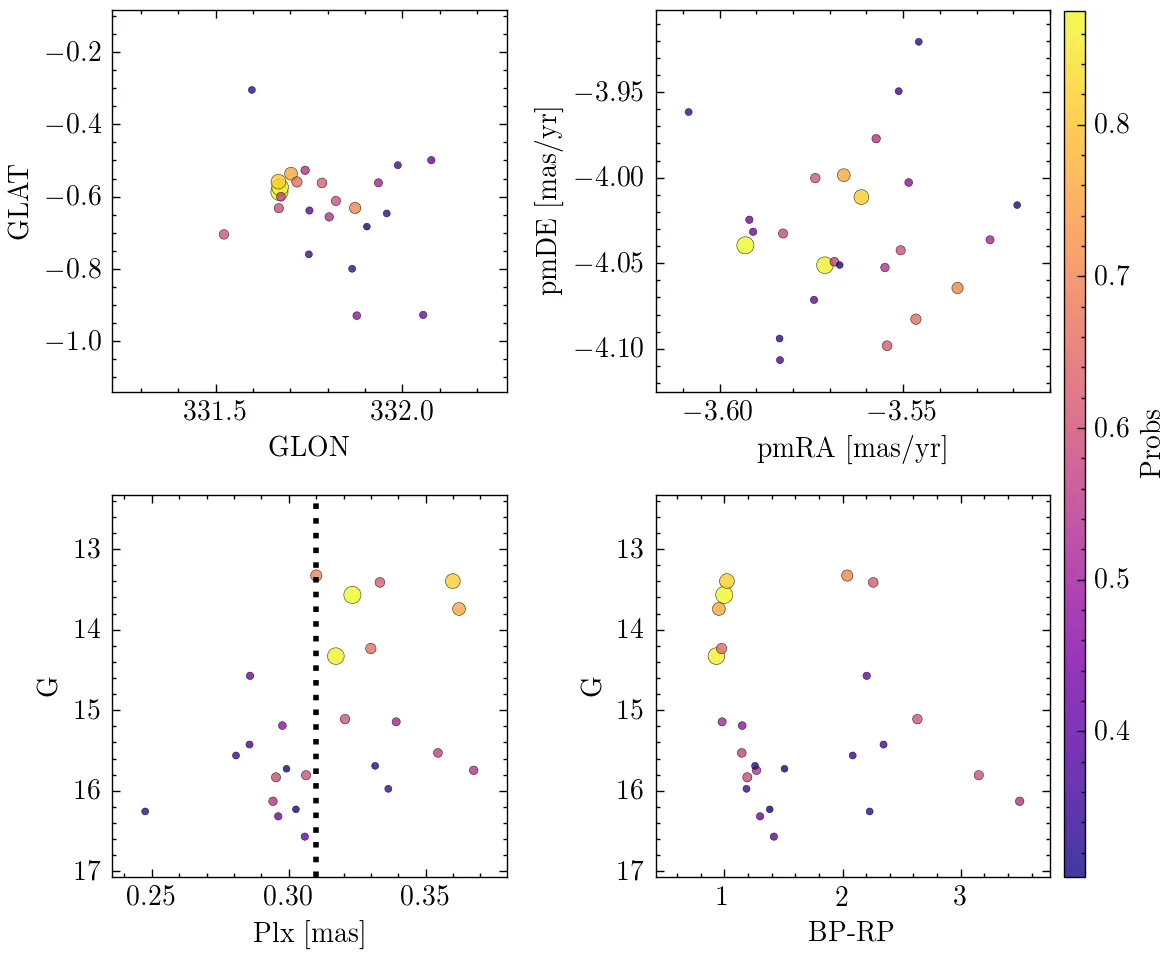 −0.2
−0.4
−0.6
−0.8
−1.0
GLAT
331.5 332.0
GLON
−3.95
−4.00
−4.05
−4.10
pmDE [mas/yr]
−3.60 −3.55
pmRA [mas/yr]
13
14
15
16
17
G
0.25 0.30 0.35
Plx [mas]
13
14
15
16
17
G
1 2 3
BP-RP
0.8
0.7
0.6
0.5
0.4
Probs